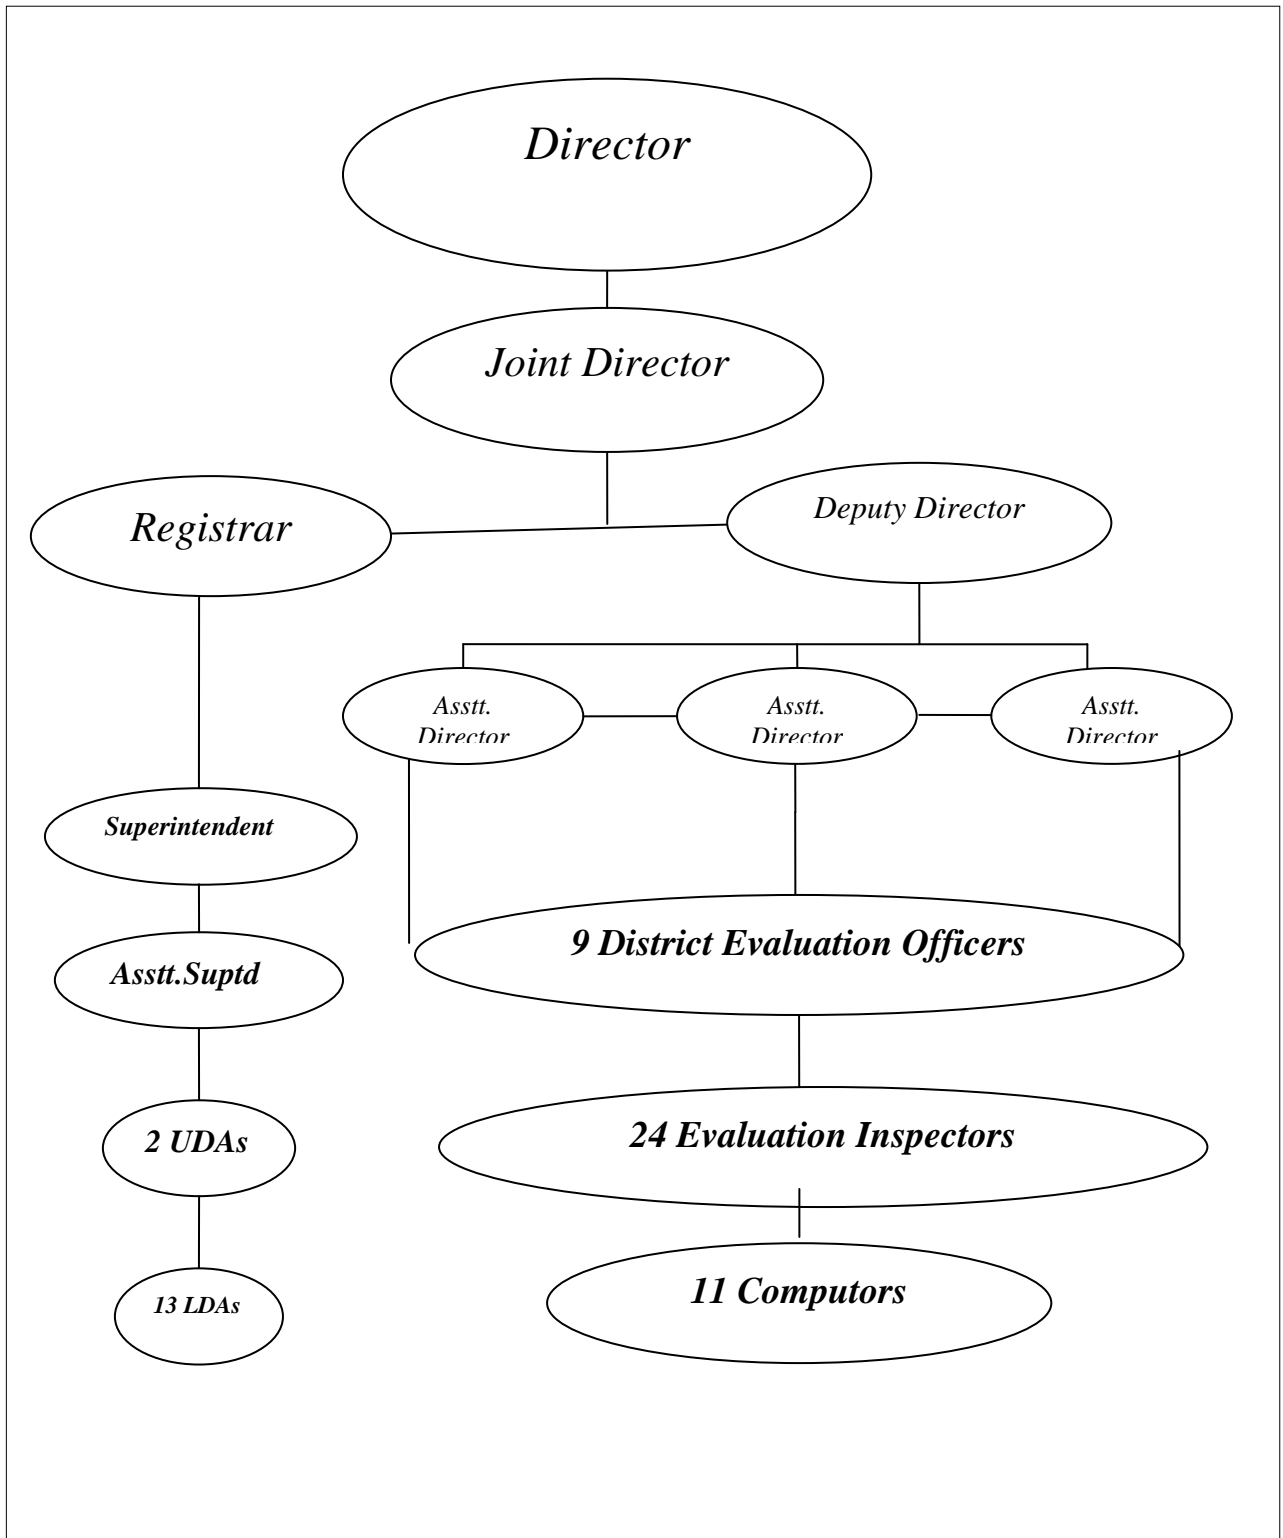 Director
Joint Director
Registrar
Deputy Director
Asstt.
Director
Asstt.
Director
Asstt.
Director
Superintendent
9 District Evaluation Officers
Asstt.Suptd
2 UDAs
24 Evaluation Inspectors
13 LDAs
11 Computors